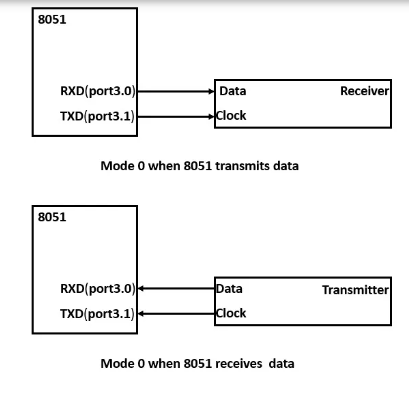 8051
RXD(port3.0) Data Receiver
TXD(port3.1) Clock
Mode 0 when 8051 transmits data
8051
RXD(port3.0) Data Transmitter
TXD(port3.1) Clock
Mode 0 when 8051 receives data